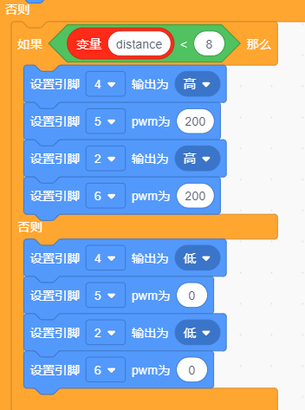 否则
如果 变量 distance < 8 那么
设置引脚 4 输出为 高
设置引脚 5 pwm为 200
设置引脚 2 输出为 高
设置引脚 6 pwm为 200
否则
设置引脚 4 输出为 低
设置引脚 5 pwm为 0
设置引脚 2 输出为 低
设置引脚 6 pwm为 0